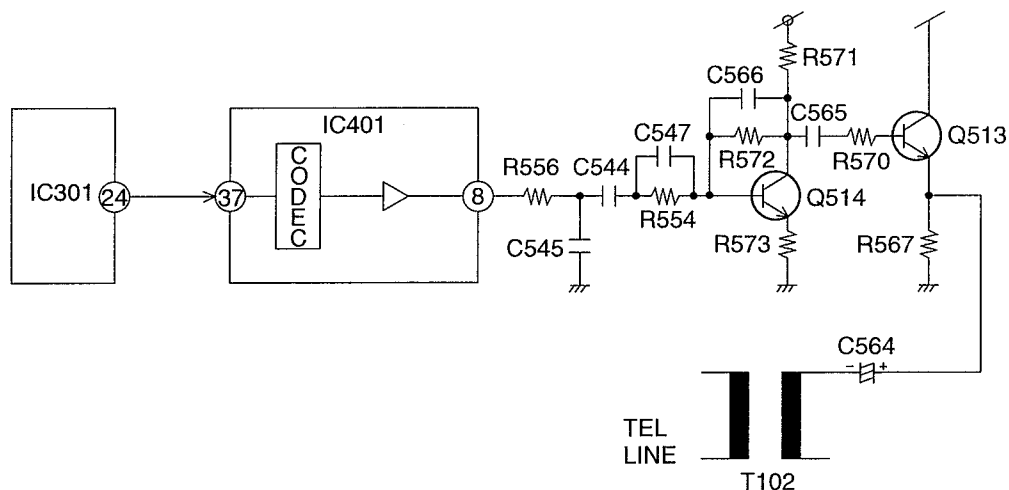 R571
C566
IC401
C565
C547
CODEC
R572
R570
Q513
IC301
24
37
8
R556
C544
R554
Q514
C545
R573
R567
C564
- +
TEL
LINE
T102